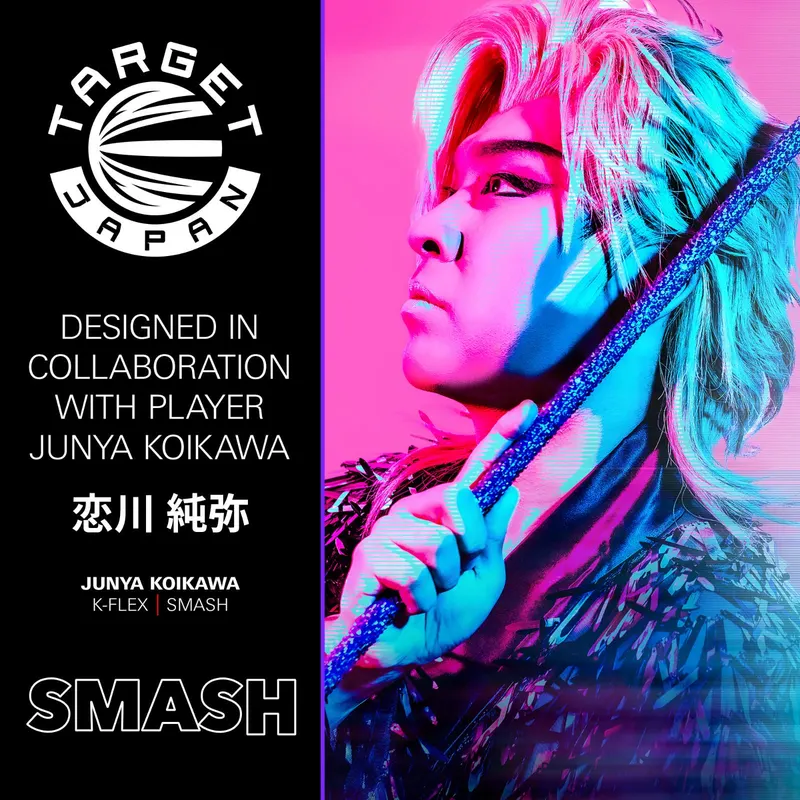 TARGET
JAPAN
DESIGNED IN
COLLABORATION
WITH PLAYER
JUNYA KOIKAWA
恋川 純弥
JUNYA KOIKAWA
K-FLEX | SMASH
SMASH